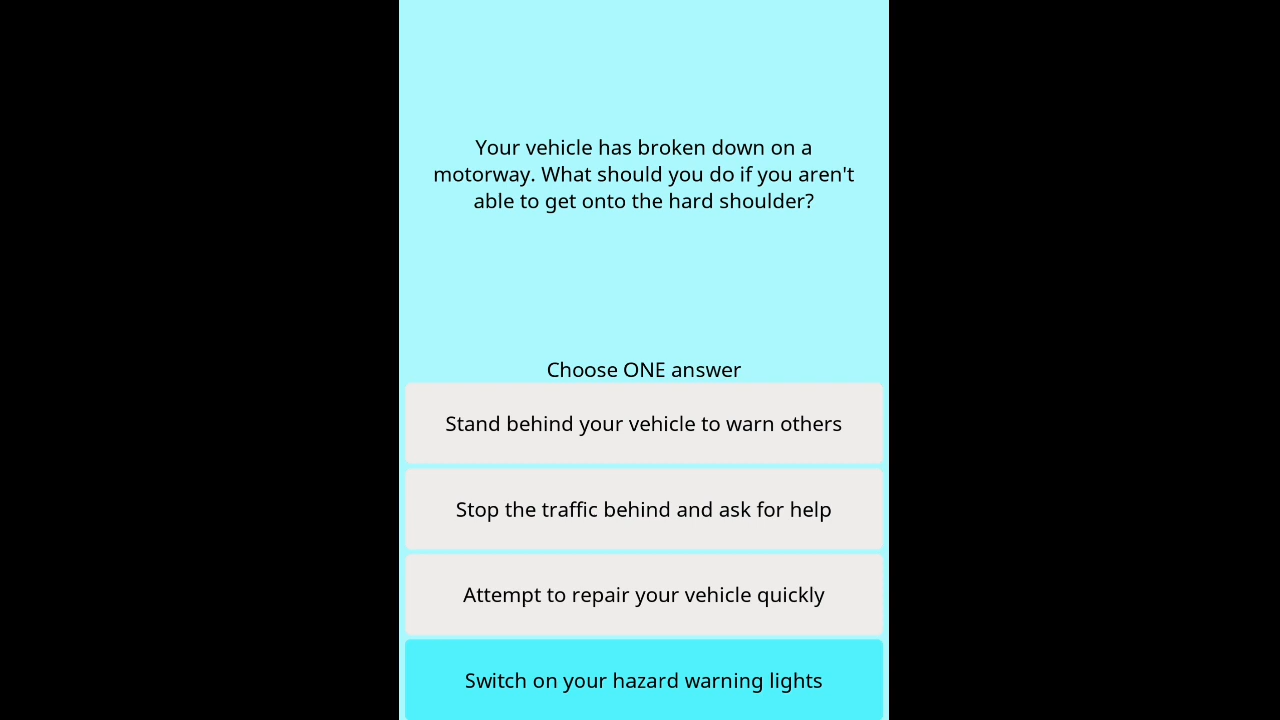 Your vehicle has broken down on a
motorway. What should you do if you aren't
able to get onto the hard shoulder?
Choose ONE answer
Stand behind your vehicle to warn others
Stop the traffic behind and ask for help
Attempt to repair your vehicle quickly
Switch on your hazard warning lights